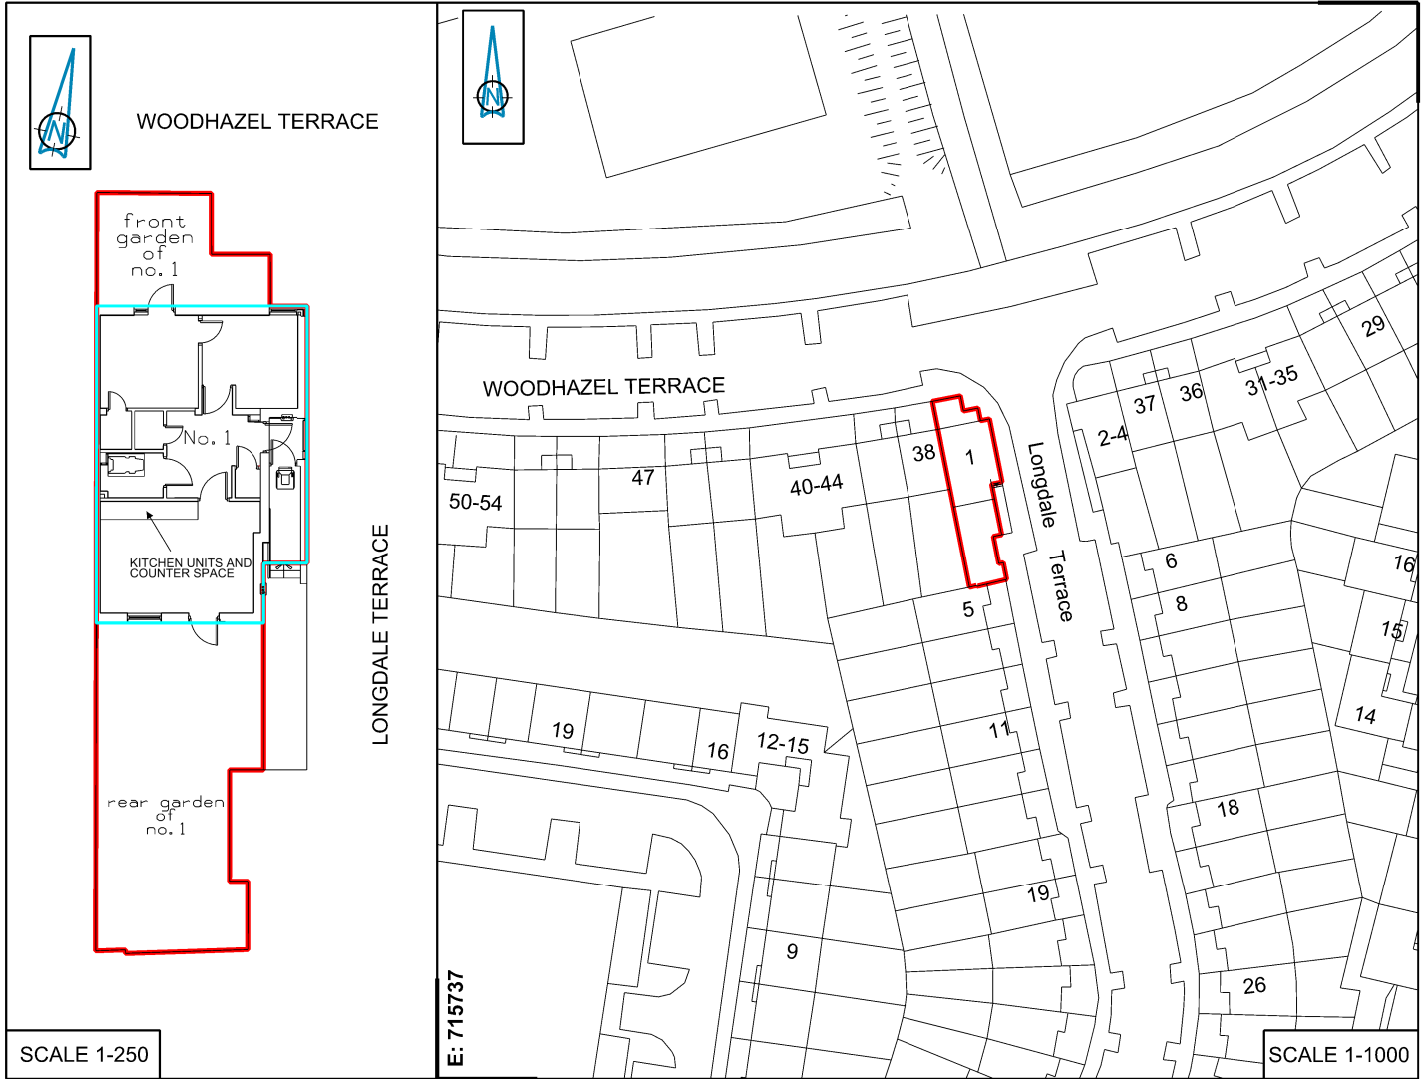 N
WOODHAZEL TERRACE
front
garden
of
no.1
No.1
KITCHEN UNITS AND
COUNTER SPACE
LONGDALE TERRACE
rear garden
of
no.1
SCALE 1-250
N
WOODHAZEL TERRACE
29
31-35
36
37
2-4
38
1
40-44
47
50-54
Longdale Terrace
5
6
8
16
15
14
11
12-15
16
19
18
19
9
26
E: 715737
SCALE 1-1000